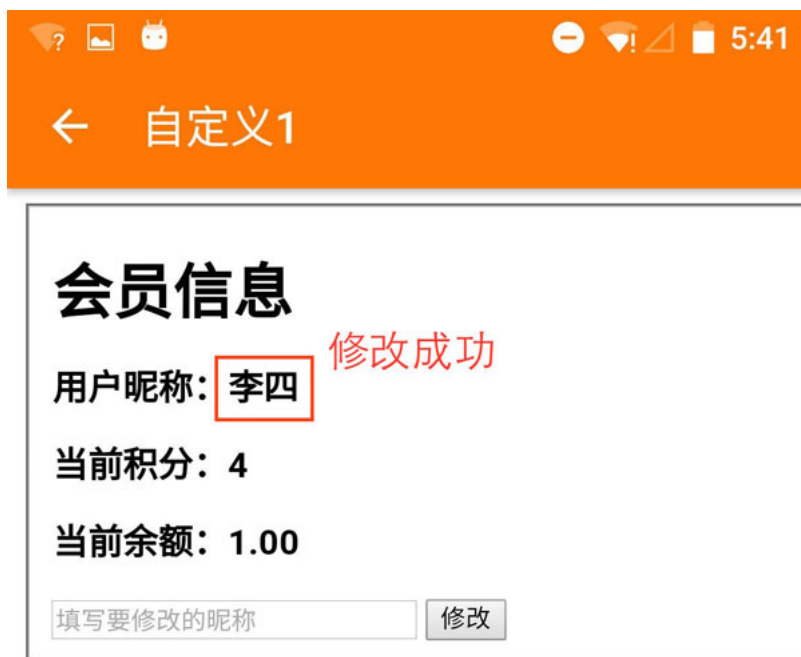 5:41
自定义1
会员信息
修改成功
用户昵称：李四
当前积分：4
当前余额：1.00
填写要修改的昵称 修改